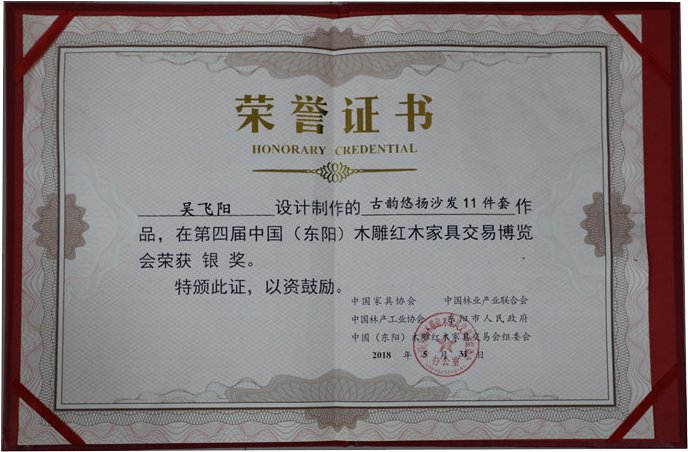 荣誉证书
HONORARY CREDENTIAL
吴飞阳 设计制作的 古韵悠扬沙发11件套 作
品，在第四届中国（东阳）木雕红木家具交易博览
会荣获 银 奖。
特颁此证，以资鼓励。
中国家具协会 中国林业产业联合会
中国林产工业协会 东阳市人民政府
中国（东阳）木雕红木家具交易会组委会
2018 年 5 月 31 日
办公室